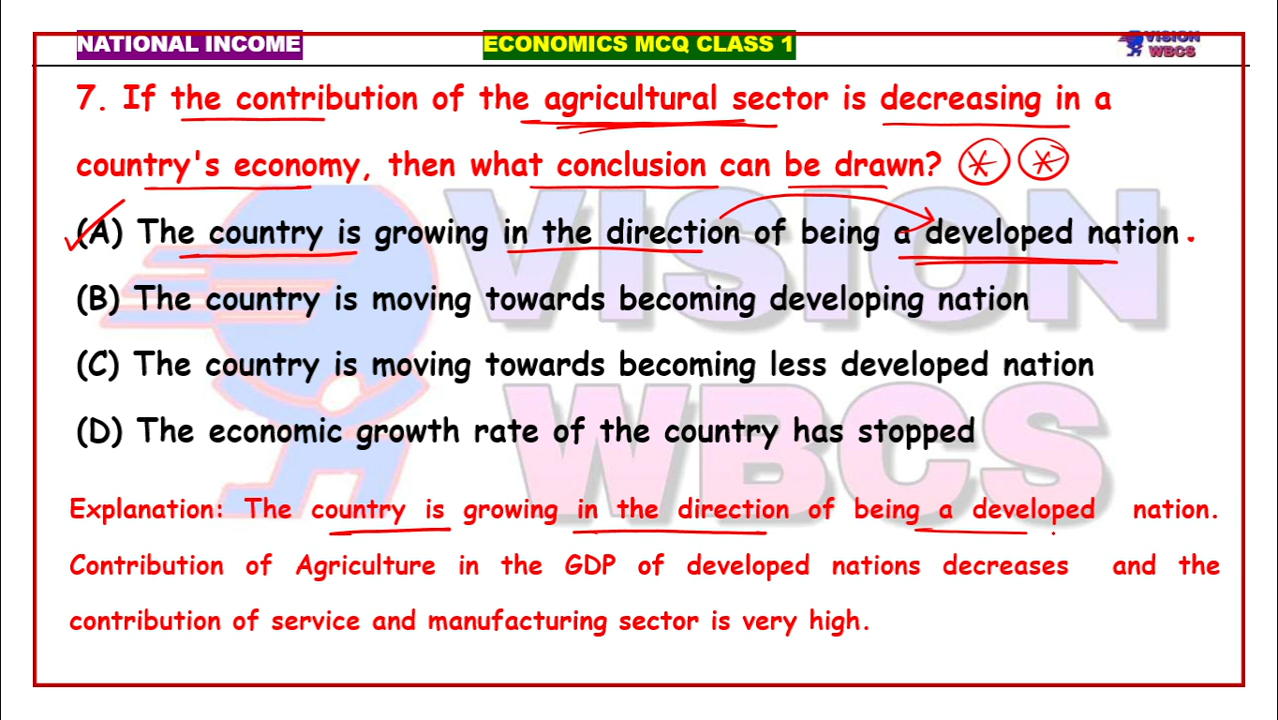 NATIONAL INCOME
ECONOMICS MCQ CLASS 1
VISION
WBCS
7. If the contribution of the agricultural sector is decreasing in a
country's economy, then what conclusion can be drawn?
(A) The country is growing in the direction of being a developed nation.
(B) The country is moving towards becoming developing nation
(C) The country is moving towards becoming less developed nation
(D) The economic growth rate of the country has stopped
Explanation: The country is growing in the direction of being a developed nation.
Contribution of Agriculture in the GDP of developed nations decreases and the
contribution of service and manufacturing sector is very high.
VISION
WBCS